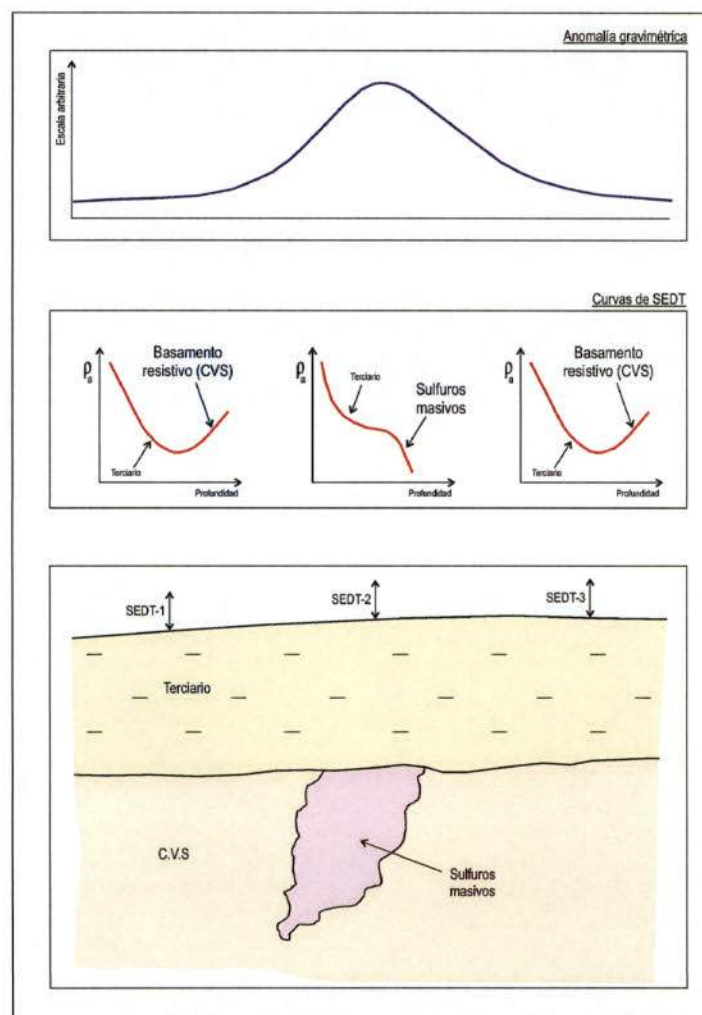 Anomalía gravimétrica
Escala arbitraria
Curvas de SEDT
ρa
Basamento
resistivo (CVS)
Terciario
Profundidad
ρa
Terciario
Sulfuros
masivos
Profundidad
ρa
Basamento
resistivo (CVS)
Terciario
Profundidad
SEDT-1
SEDT-2
SEDT-3
Terciario
C.V.S
Sulfuros
masivos